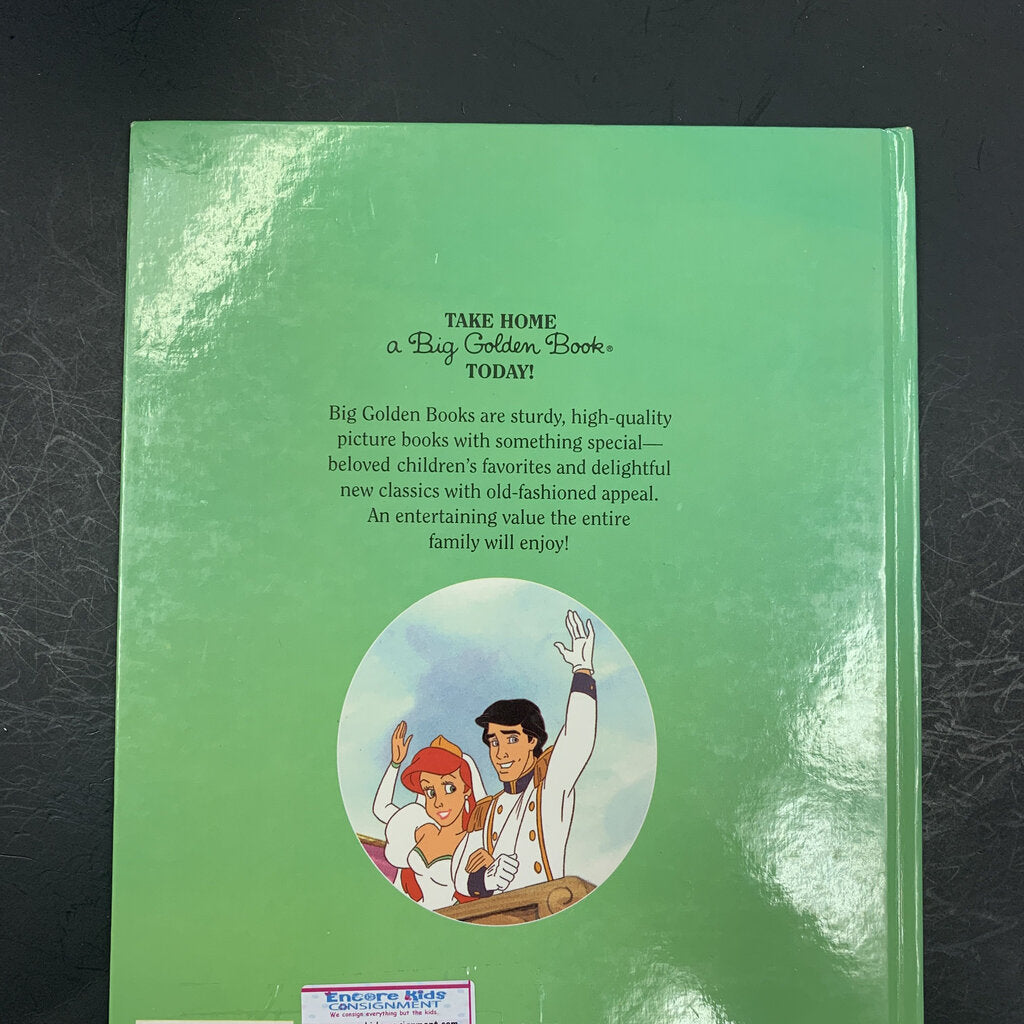 TAKE HOME
a Big Golden Book®
TODAY!
Big Golden Books are sturdy, high-quality
picture books with something special—
beloved children's favorites and delightful
new classics with old-fashioned appeal.
An entertaining value the entire
family will enjoy!
Encore Kids
CONSIGNMENT
We consign everything but the kids.